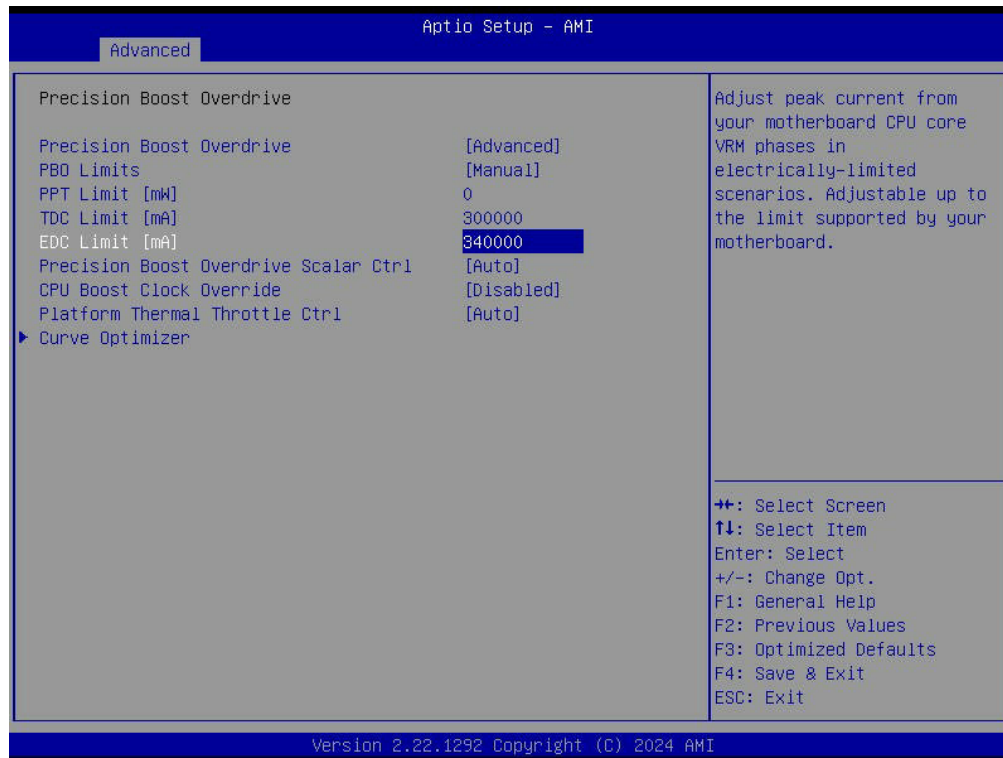 Aptio Setup – AMI
Advanced
Precision Boost Overdrive
Precision Boost Overdrive [Advanced]
PBO Limits [Manual]
PPT Limit [mW] 0
TDC Limit [mA] 300000
EDC Limit [mA] 340000
Precision Boost Overdrive Scalar Ctrl [Auto]
CPU Boost Clock Override [Disabled]
Platform Thermal Throttle Ctrl [Auto]
Curve Optimizer
Adjust peak current from
your motherboard CPU core
VRM phases in
electrically-limited
scenarios. Adjustable up to
the limit supported by your
motherboard.
→←: Select Screen
↑↓: Select Item
Enter: Select
+/-: Change Opt.
F1: General Help
F2: Previous Values
F3: Optimized Defaults
F4: Save & Exit
ESC: Exit
Version 2.22.1292 Copyright (C) 2024 AMI